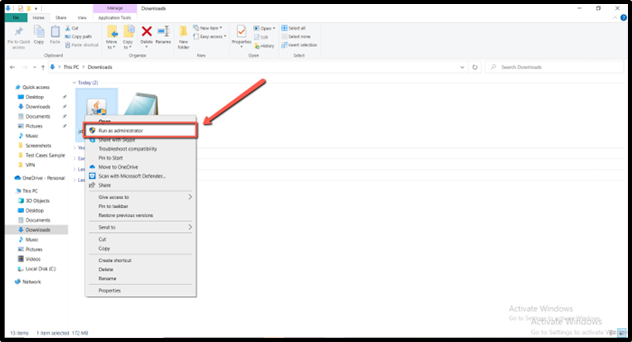 Manage
Downloads
File
Home
Share
View
Application Tools
Pin to Quick access
Copy
Paste
Cut
Copy path
Paste shortcut
Clipboard
Move to
Copy to
Delete
Rename
Organize
New folder
New item
Easy access
New
Properties
Open
Edit
History
Open
Select all
Select none
Invert selection
Select
This PC > Downloads
Search Downloads
Quick access
Desktop
Downloads
Documents
Pictures
Music
Screenshots
Test Cases Sample
VPN
OneDrive - Personal
This PC
3D Objects
Desktop
Documents
Downloads
Music
Pictures
Videos
Local Disk (C:)
Network
Today (2)
Open
Run as administrator
Share with Skype
Troubleshoot compatibility
Pin to Start
Move to OneDrive
Scan with Microsoft Defender...
Share
Give access to
Pin to taskbar
Restore previous versions
Send to
Cut
Copy
Create shortcut
Delete
Rename
Properties
Activate Windows
Go to Settings to activate
Activate Windows
Go to Settings to activate Win
13 items
1 item selected 172 MB